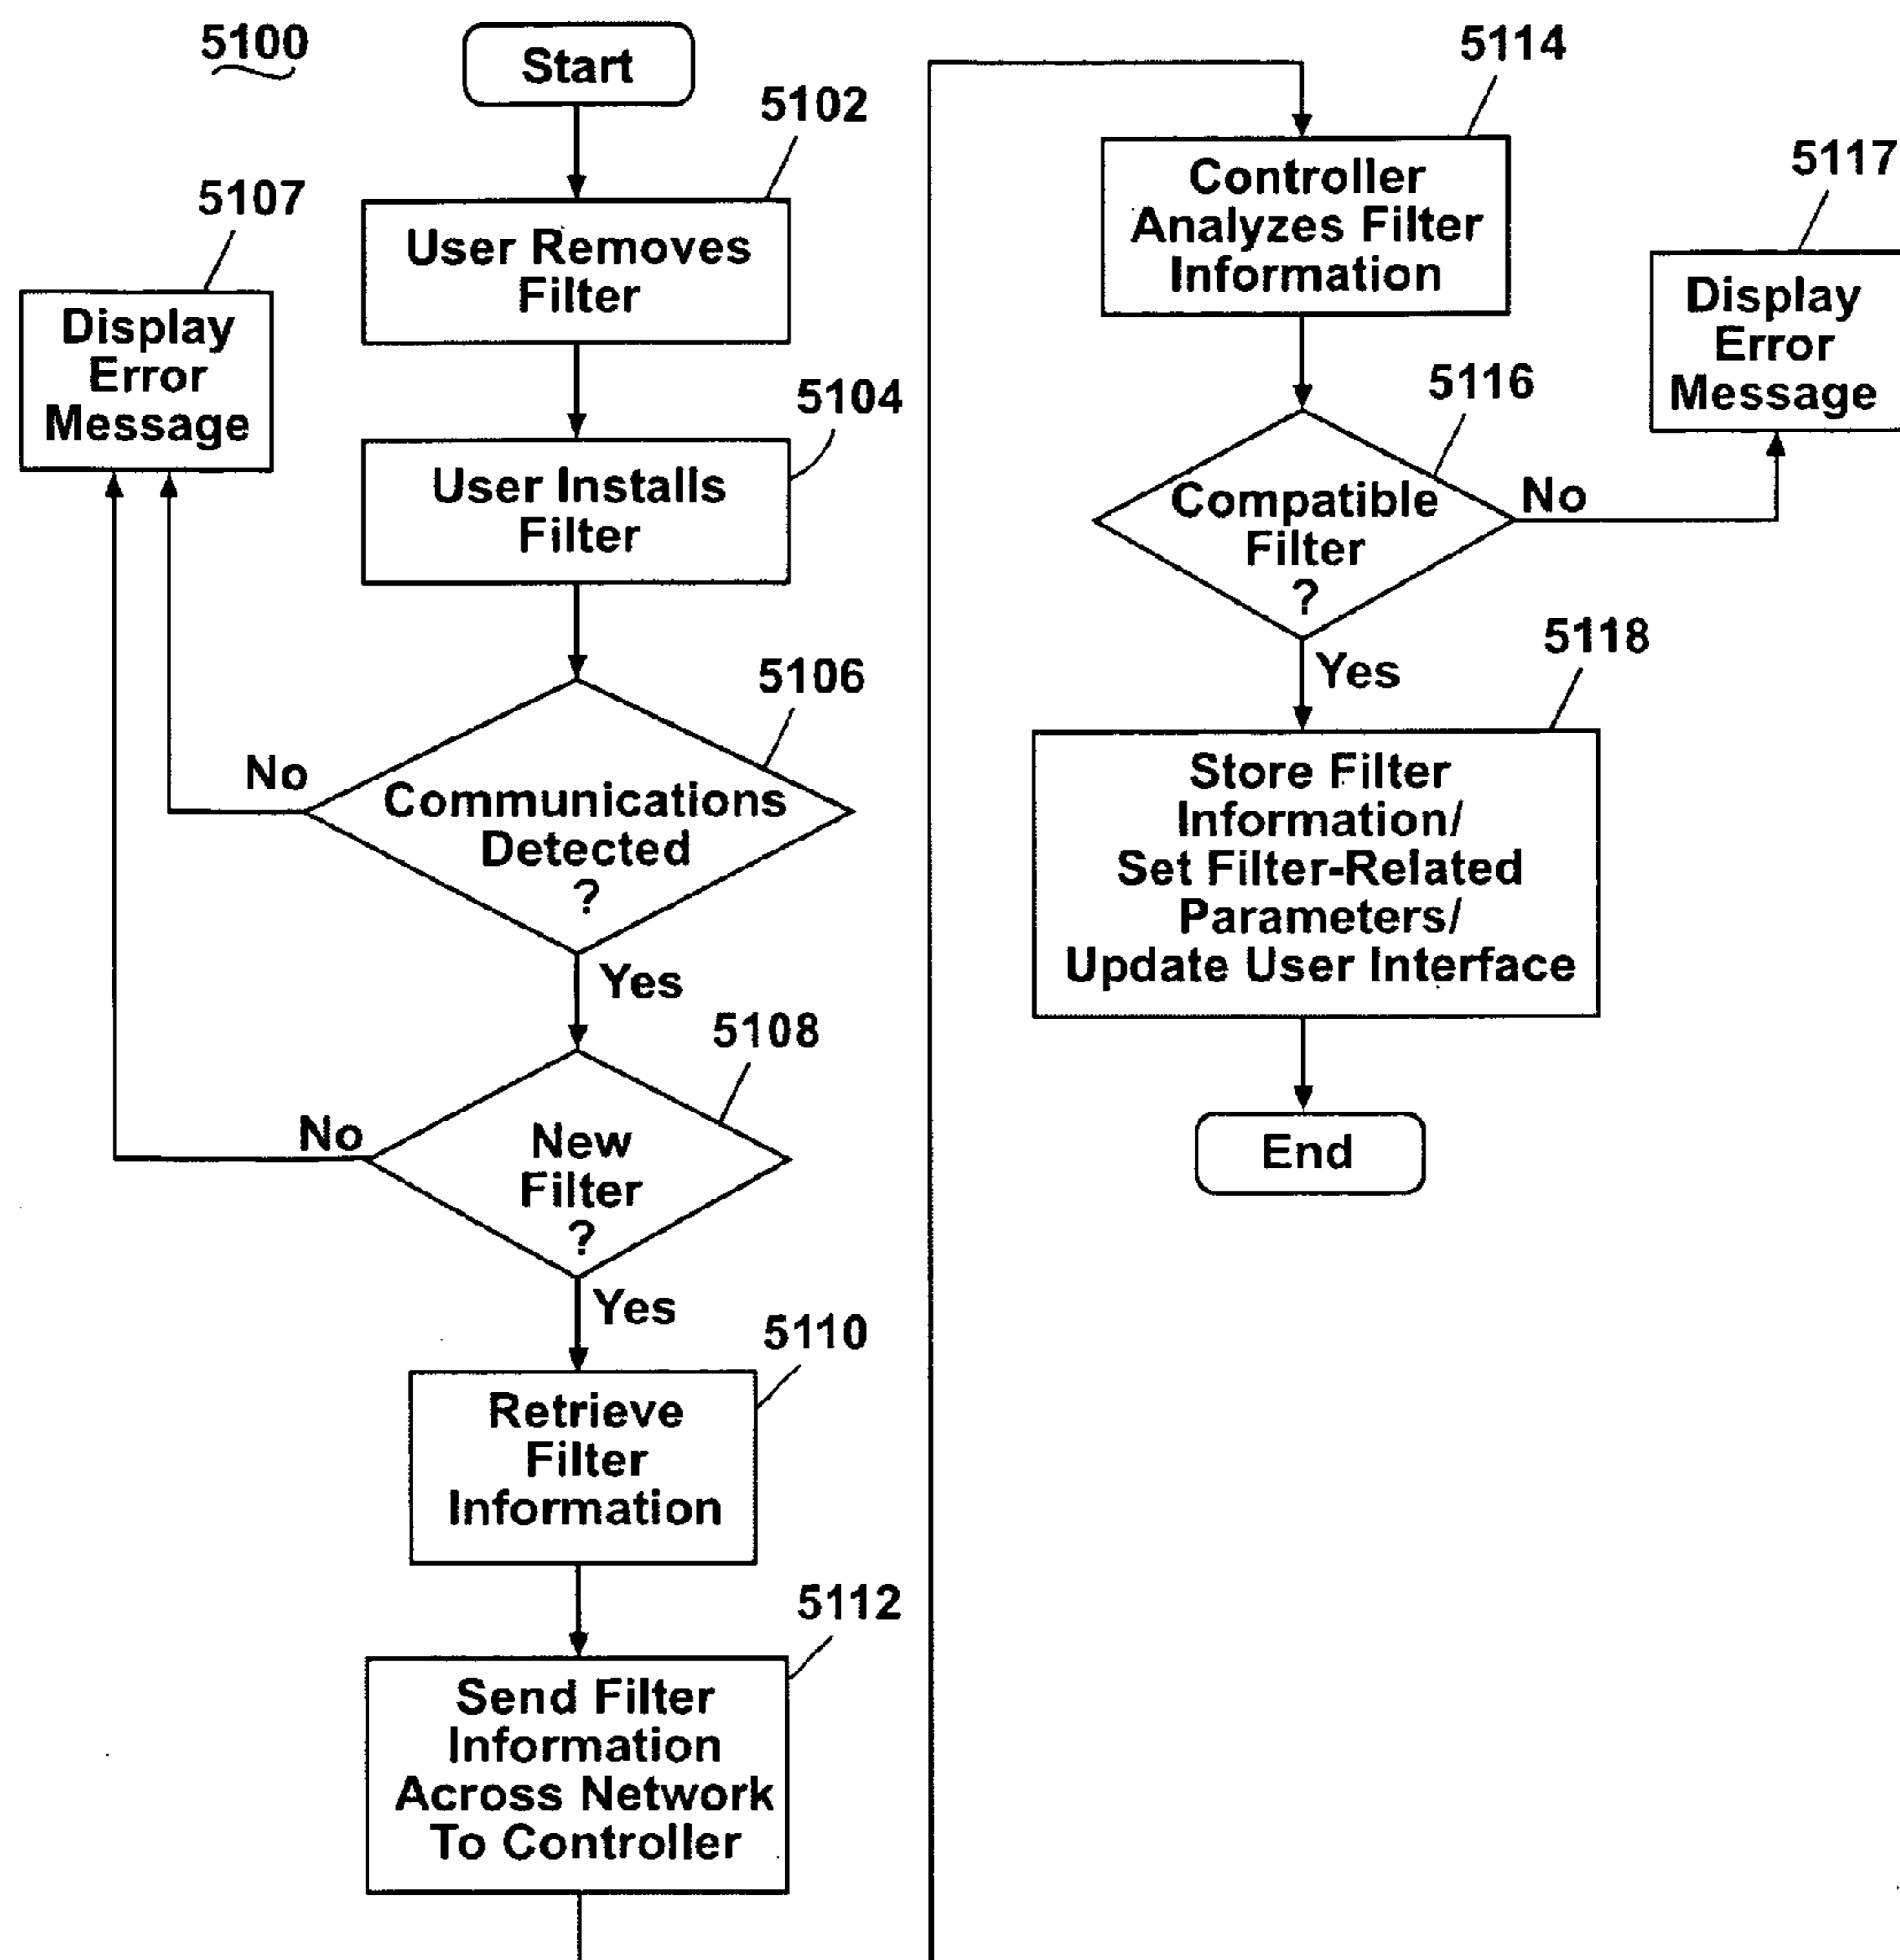 5100
Start
5102
User Removes
Filter
5107
Display
Error
Message
5104
User Installs
Filter
5106
No
Communications
Detected
?
Yes
5108
No
New
Filter
?
Yes
5110
Retrieve
Filter
Information
5112
Send Filter
Information
Across Network
To Controller
5114
Controller
Analyzes Filter
Information
5117
Display
Error
Message
5116
Compatible
Filter
?
No
Yes
5118
Store Filter
Information/
Set Filter-Related
Parameters/
Update User Interface
End